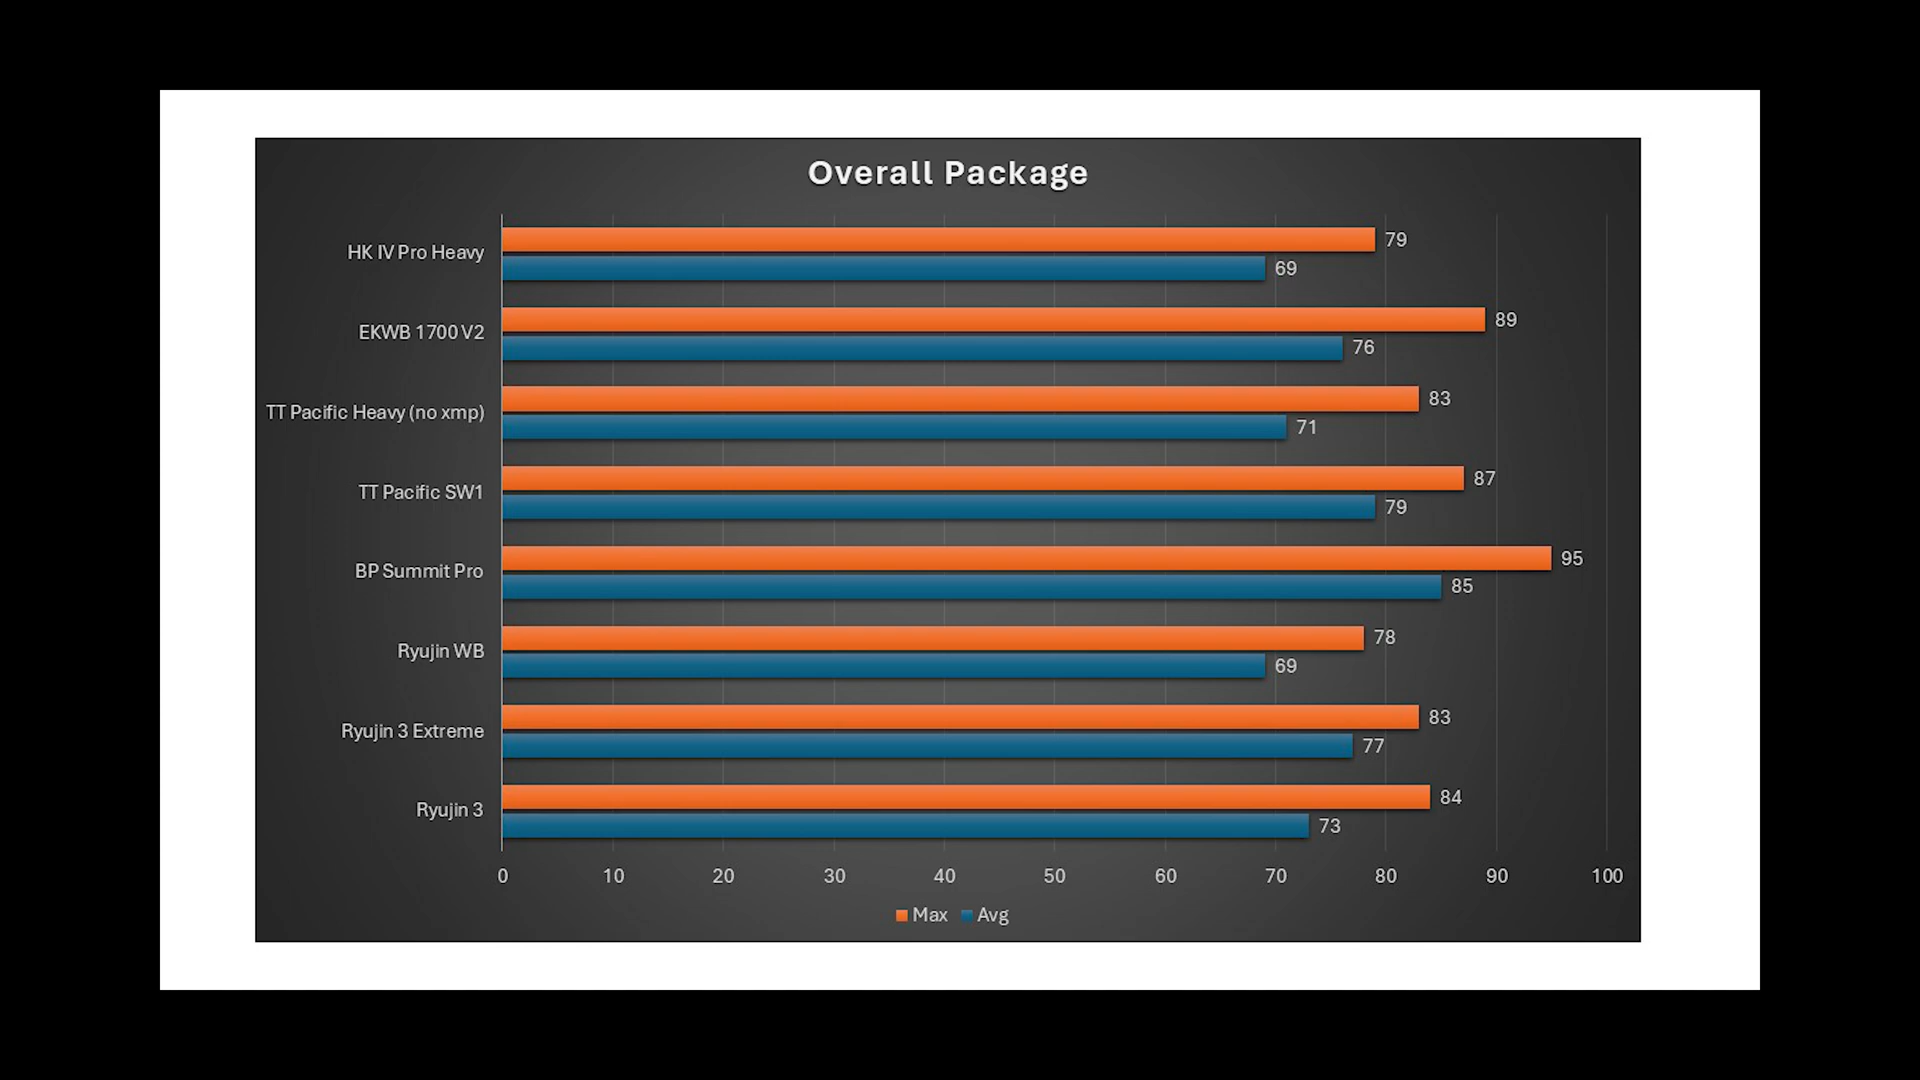 Overall Package
HK IV Pro Heavy
79
69
EKWB 1700 V2
89
76
TT Pacific Heavy (no xmp)
83
71
TT Pacific SW1
87
79
BP Summit Pro
95
85
Ryujin WB
78
69
Ryujin 3 Extreme
83
77
Ryujin 3
84
73
0 10 20 30 40 50 60 70 80 90 100
Max Avg